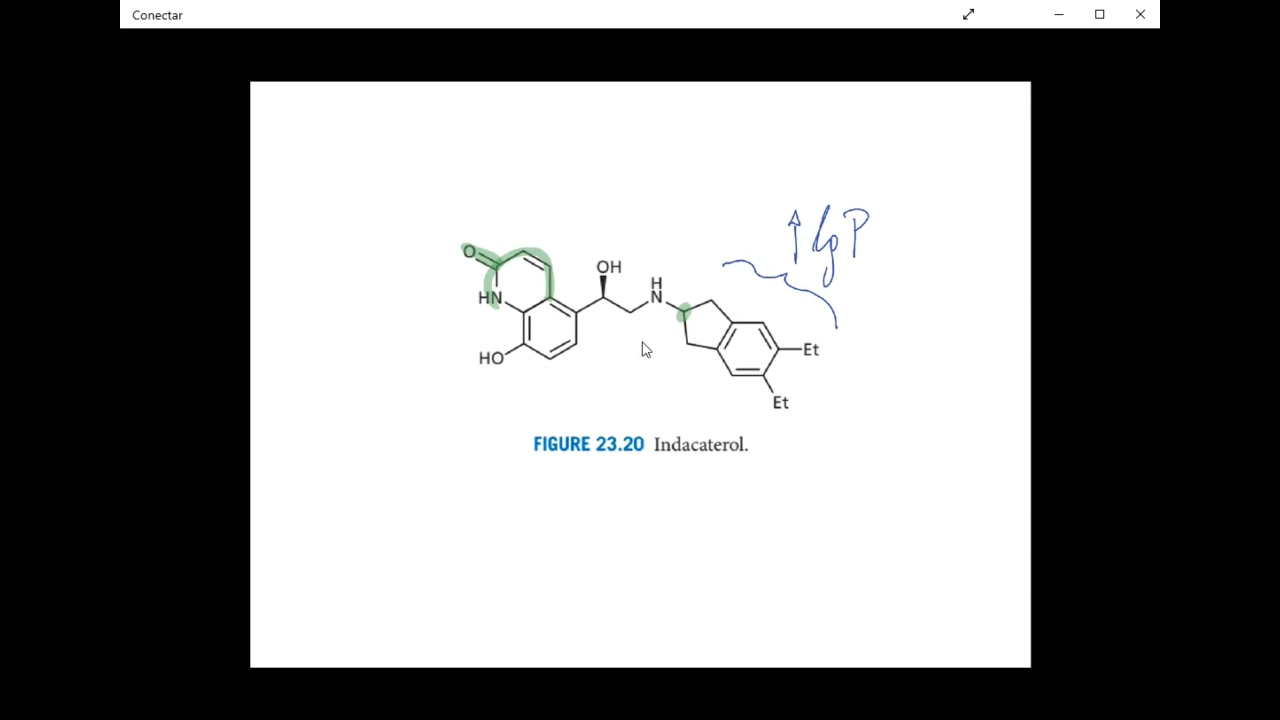 Conectar
↑ lg P
O
OH
H
HN
N
HO
Et
Et
FIGURE 23.20 Indacaterol.